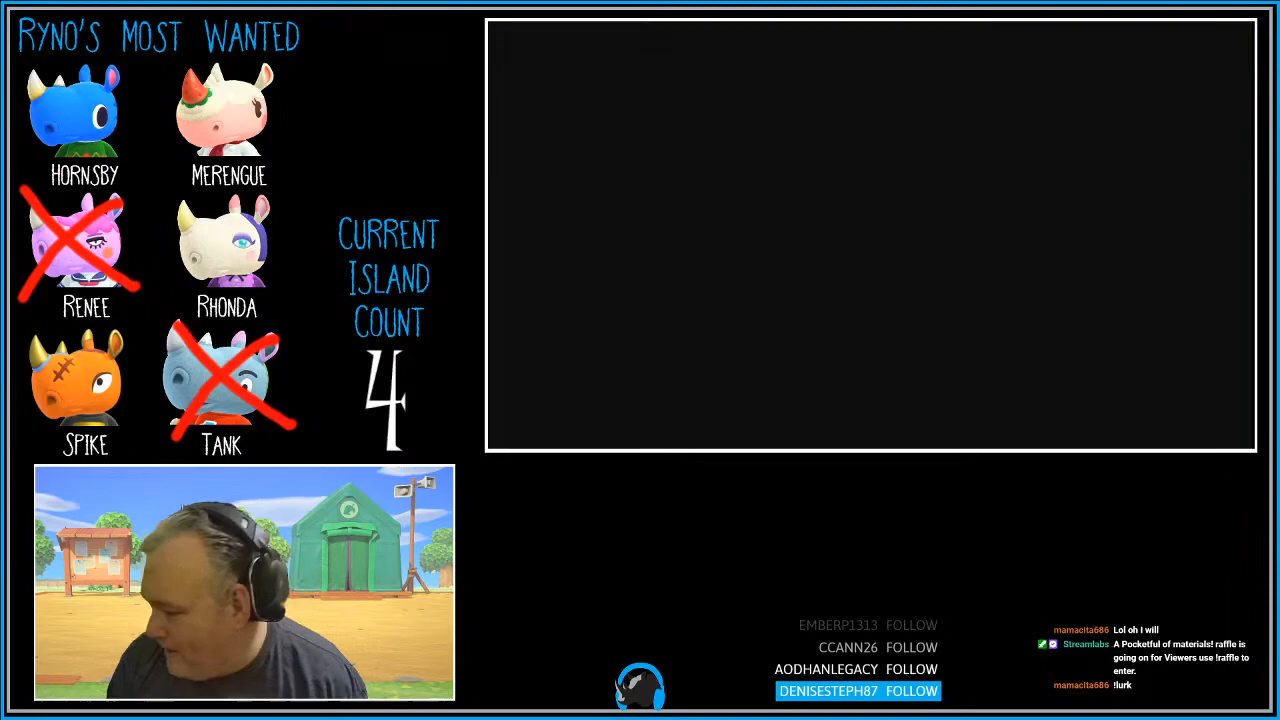 RYNO'S MOST WANTED
HORNSBY
MERENGUE
RENEE
RHONDA
SPIKE
TANK
CURRENT
ISLAND
COUNT
4
EMBERP1313 FOLLOW
CCANN26 FOLLOW
AODHANLEGACY FOLLOW
DENISESTEPH87 FOLLOW
mamacita686 Lol oh I will
Streamlabs A Pocketful of materials! raffle is
going on for Viewers use !raffle to
enter.
mamacita686 !lurk